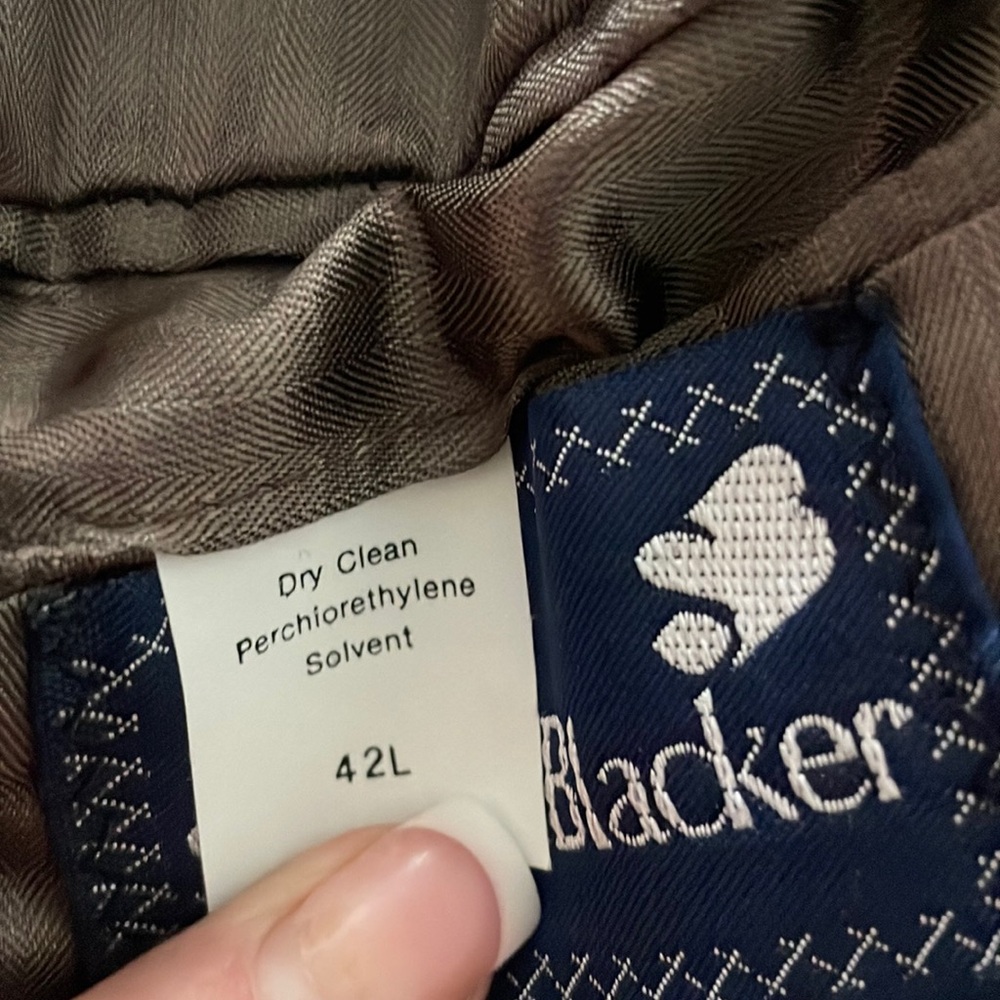 Dry Clean
Perchiorethylene
Solvent
42L
Blacker